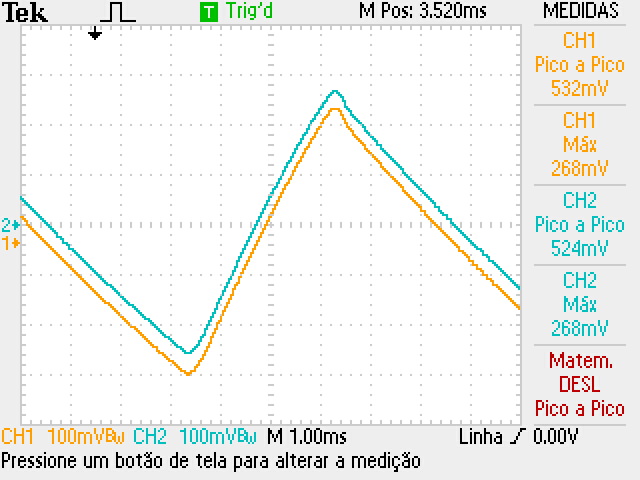 Tek T Trig'd M Pos: 3.520ms MEDIDAS
CH1
Pico a Pico
532mV
CH1
Máx
268mV
CH2
Pico a Pico
524mV
CH2
Máx
268mV
Matem.
DESL
Pico a Pico
2
1
CH1 100mVBw CH2 100mVBw M 1.00ms Linha 0.00V
Pressione um botão de tela para alterar a medição